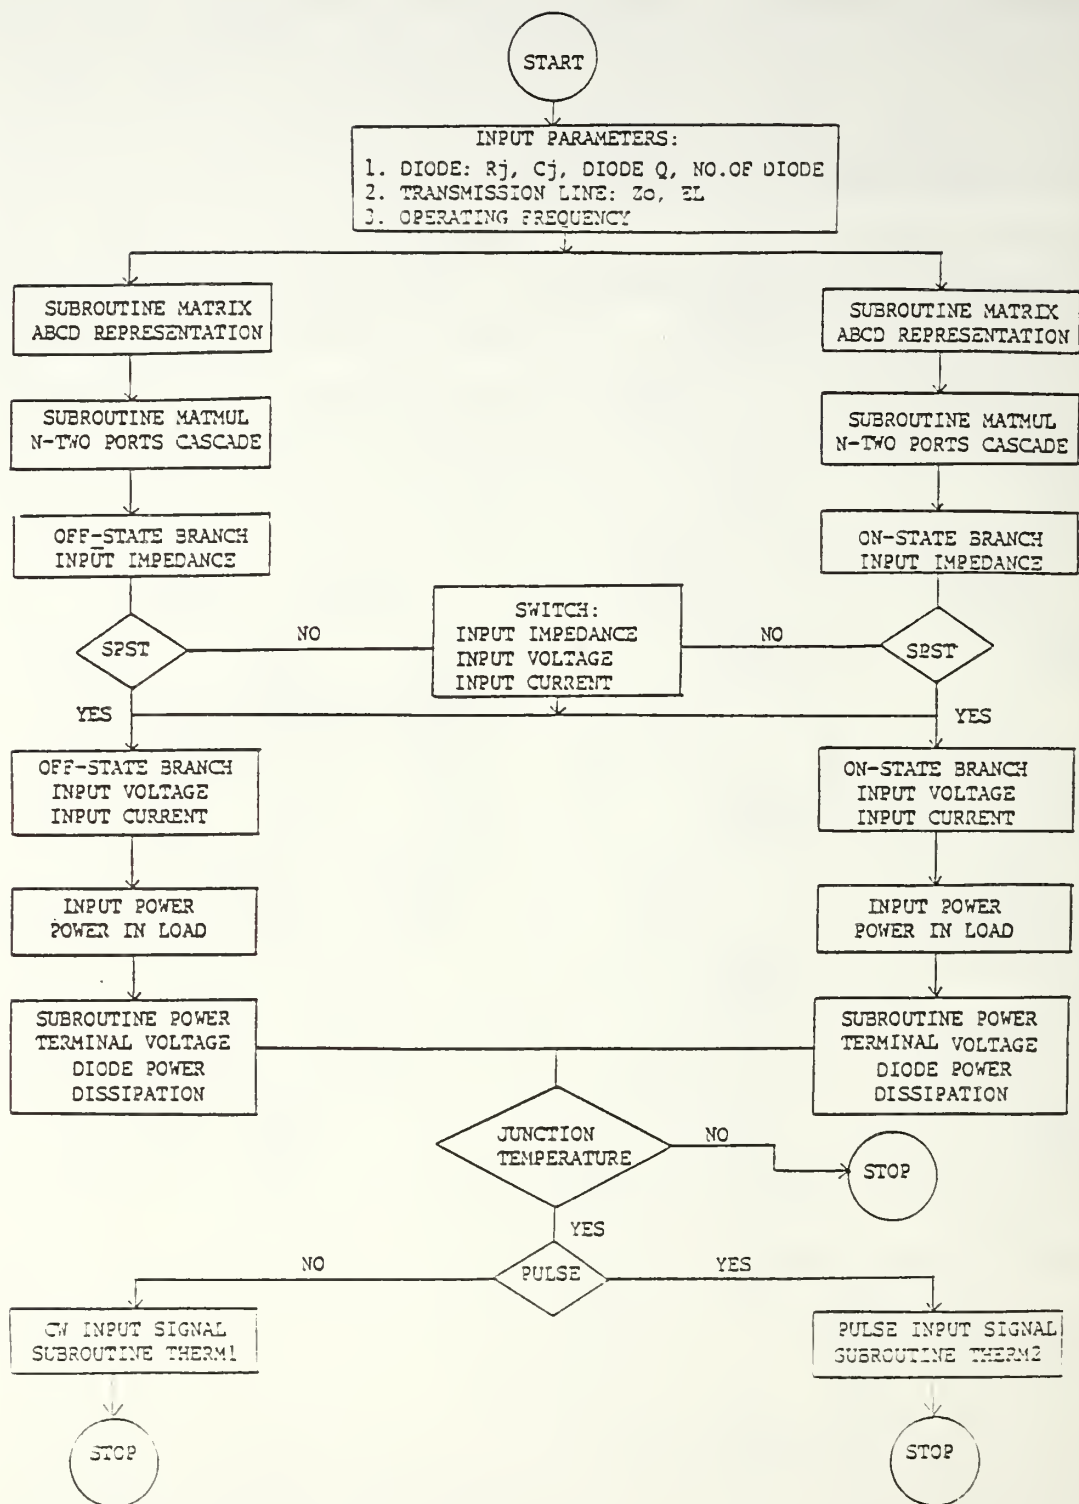 START
INPUT PARAMETERS:
1. DIODE: Rj, Cj, DIODE Q, NO.OF DIODE
2. TRANSMISSION LINE: Zo, EL
3. OPERATING FREQUENCY
SUBROUTINE MATRIX
ABCD REPRESENTATION
SUBROUTINE MATRIX
ABCD REPRESENTATION
SUBROUTINE MATMUL
N-TWO PORTS CASCADE
SUBROUTINE MATMUL
N-TWO PORTS CASCADE
OFF-STATE BRANCH
INPUT IMPEDANCE
ON-STATE BRANCH
INPUT IMPEDANCE
SPST
NO
SWITCH:
INPUT IMPEDANCE
INPUT VOLTAGE
INPUT CURRENT
NO
SPST
YES
YES
OFF-STATE BRANCH
INPUT VOLTAGE
INPUT CURRENT
ON-STATE BRANCH
INPUT VOLTAGE
INPUT CURRENT
INPUT POWER
POWER IN LOAD
INPUT POWER
POWER IN LOAD
SUBROUTINE POWER
TERMINAL VOLTAGE
DIODE POWER
DISSIPATION
SUBROUTINE POWER
TERMINAL VOLTAGE
DIODE POWER
DISSIPATION
JUNCTION
TEMPERATURE
NO
STOP
YES
NO
PULSE
YES
CW INPUT SIGNAL
SUBROUTINE THERM1
PULSE INPUT SIGNAL
SUBROUTINE THERM2
STOP
STOP